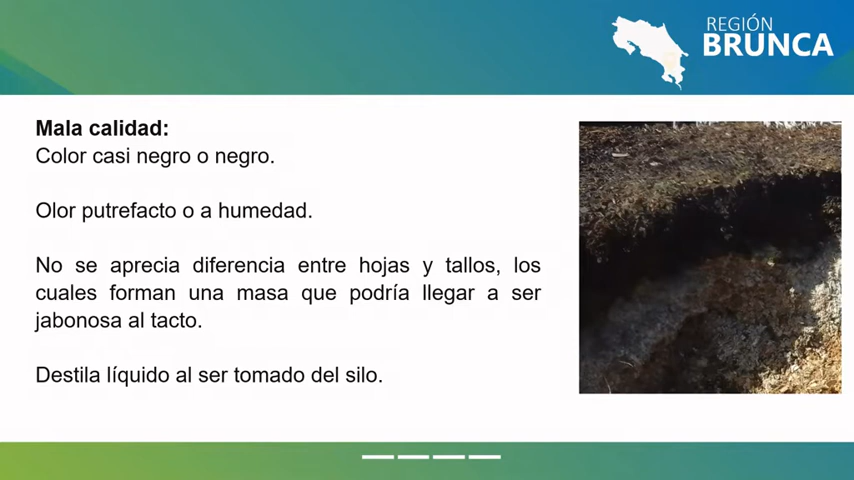 REGIÓN
BRUNCA
Mala calidad:
Color casi negro o negro.
Olor putrefacto o a humedad.
No se aprecia diferencia entre hojas y tallos, los
cuales forman una masa que podría llegar a ser
jabonosa al tacto.
Destila líquido al ser tomado del silo.